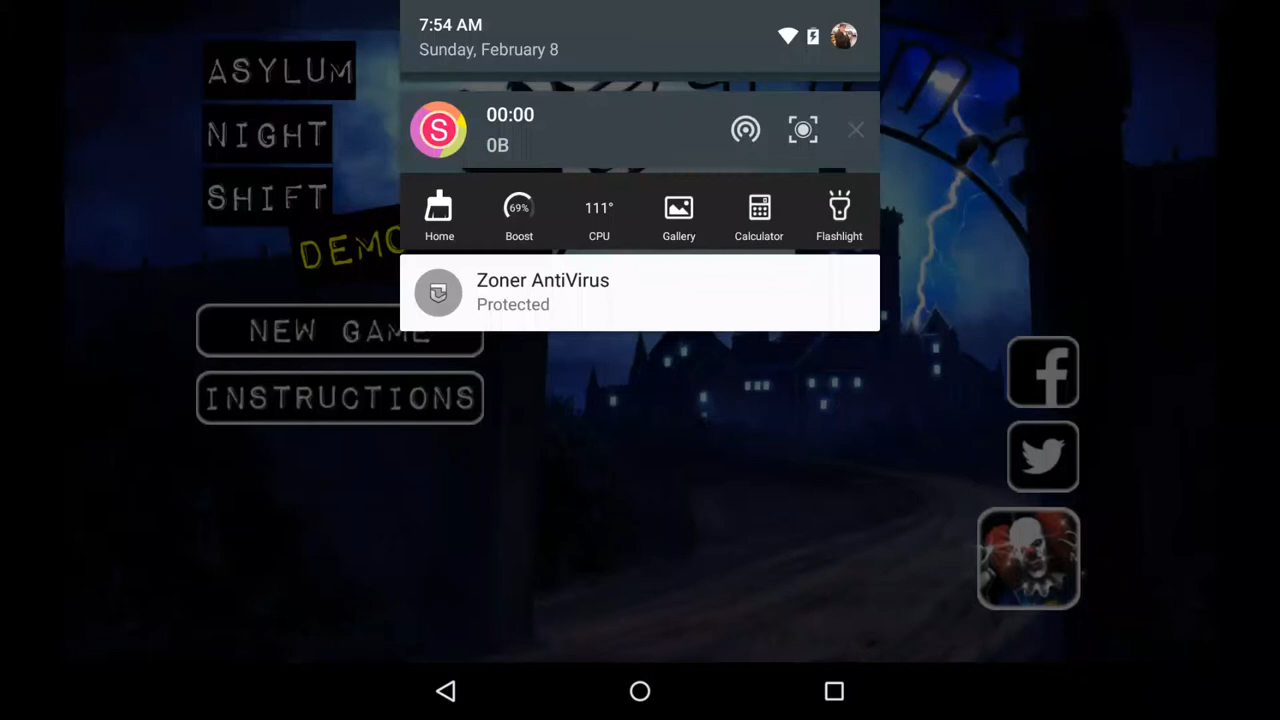 7:54 AM
Sunday, February 8
S
00:00
0B
Home
69%
Boost
111°
CPU
Gallery
Calculator
Flashlight
Zoner AntiVirus
Protected
ASYLUM
NIGHT
SHIFT
DEMO
NEW GAME
INSTRUCTIONS
f